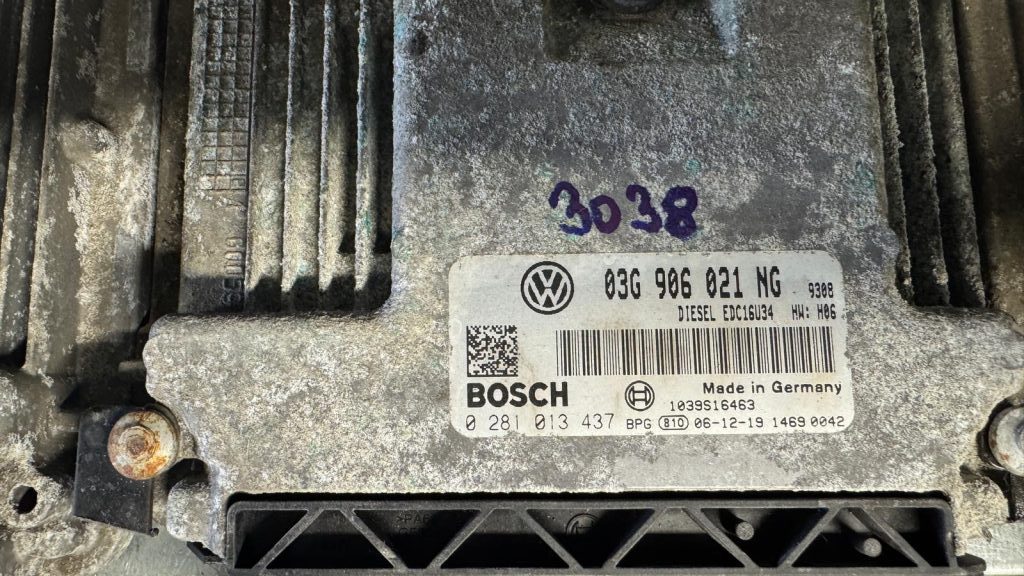 3038
VW 03G 906 021 NG 9308
DIESEL EDC16U34 HW: H06
BOSCH Made in Germany
1039S16463
0 281 013 437 BPG 810 06-12-19 1469 0042